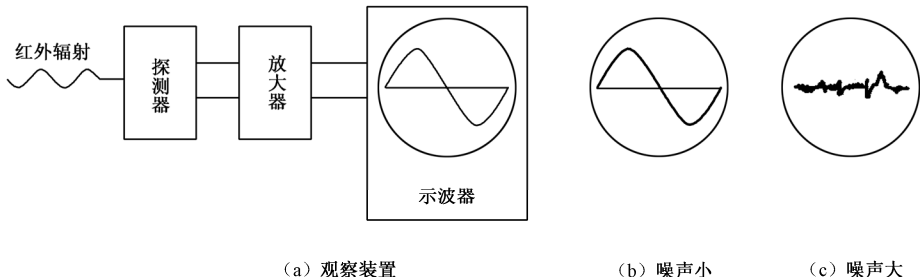 红外辐射
探测器
放大器
示波器
（a）观察装置
（b）噪声小
（c）噪声大